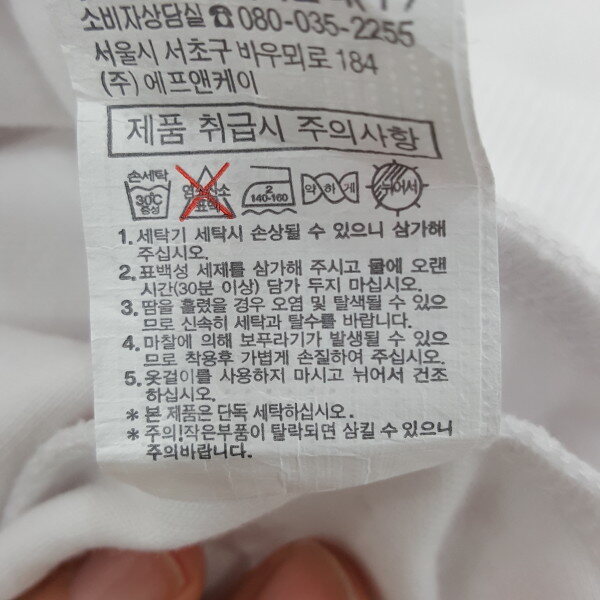 소비자상담실 ☎ 080-035-2255
서울시 서초구 바우뫼로 184
(주) 에프앤케이
제품 취급시 주의사항
손세탁
30℃
중성
표백
2
140-160
약하게
뉘어서
1. 세탁기 세탁시 손상될 수 있으니 삼가해
주십시오.
2. 표백성 세제를 삼가해 주시고 물에 오랜
시간(30분 이상) 담가 두지 마십시오.
3. 땀을 흘렸을 경우 오염 및 탈색될 수 있으
므로 신속히 세탁과 탈수를 바랍니다.
4. 마찰에 의해 보푸라기가 발생될 수 있으
므로 착용후 가볍게 손질하여 주십시오.
5. 옷걸이를 사용하지 마시고 뉘어서 건조
하십시오.
* 본 제품은 단독 세탁하십시오.
* 주의!작은부품이 탈락되면 삼킬 수 있으니
주의바랍니다.